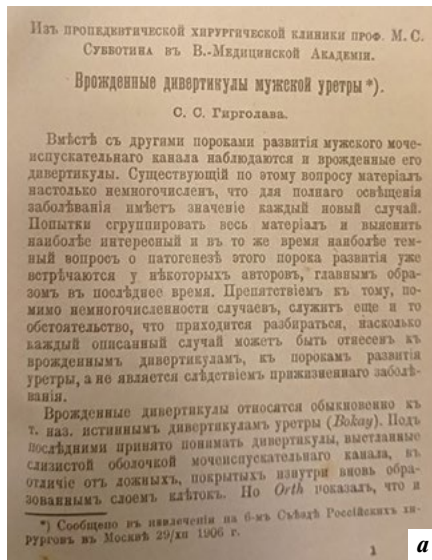 Изъ пропедевтической хирургической клиники проф. М. С.
Субботина въ В.-Медицинской Академіи.
Врожденные дивертикулы мужской уретры *).
С. С. Гирголава.
Вмѣстѣ съ другими пороками развитія мужского моче-
испускательнаго канала наблюдаются и врожденные его
дивертикулы. Существующій по этому вопросу матеріалъ
настолько немногочисленъ, что для полнаго освѣщенія
заболѣванія имѣетъ значеніе каждый новый случай.
Попытки сгруппировать весь матеріалъ и выяснить
наиболѣе интересный и въ то же время наиболѣе тем-
ный вопросъ о патогенезѣ этого порока развитія уже
встрѣчаются у нѣкоторыхъ авторовъ, главнымъ обра-
зомъ въ послѣднее время. Препятствіемъ къ тому, по-
мимо немногочисленности случаевъ, служитъ еще и то
обстоятельство, что приходится разбираться, насколько
каждый описанный случай можетъ быть отнесенъ къ
врожденнымъ дивертикуламъ, къ порокамъ развитія
уретры, а не является слѣдствіемъ прижизненнаго заболѣ-
ванія.
Врожденные дивертикулы относятся обыкновенно къ
т. наз. истиннымъ дивертикуламъ уретры (Bokay). Подъ
послѣдними принято понимать дивертикулы, выстланные
слизистой оболочкой мочеиспускательнаго канала, въ
отличіе отъ ложныхъ, покрытыхъ изнутри вновь обра-
зованнымъ слоемъ клѣтокъ. Но Orth показалъ, что и
*) Сообщено въ извлеченіи на 6-мъ Съѣздѣ Россійскихъ хи-
рурговъ въ Москвѣ 29/xii 1906 г.
1
a